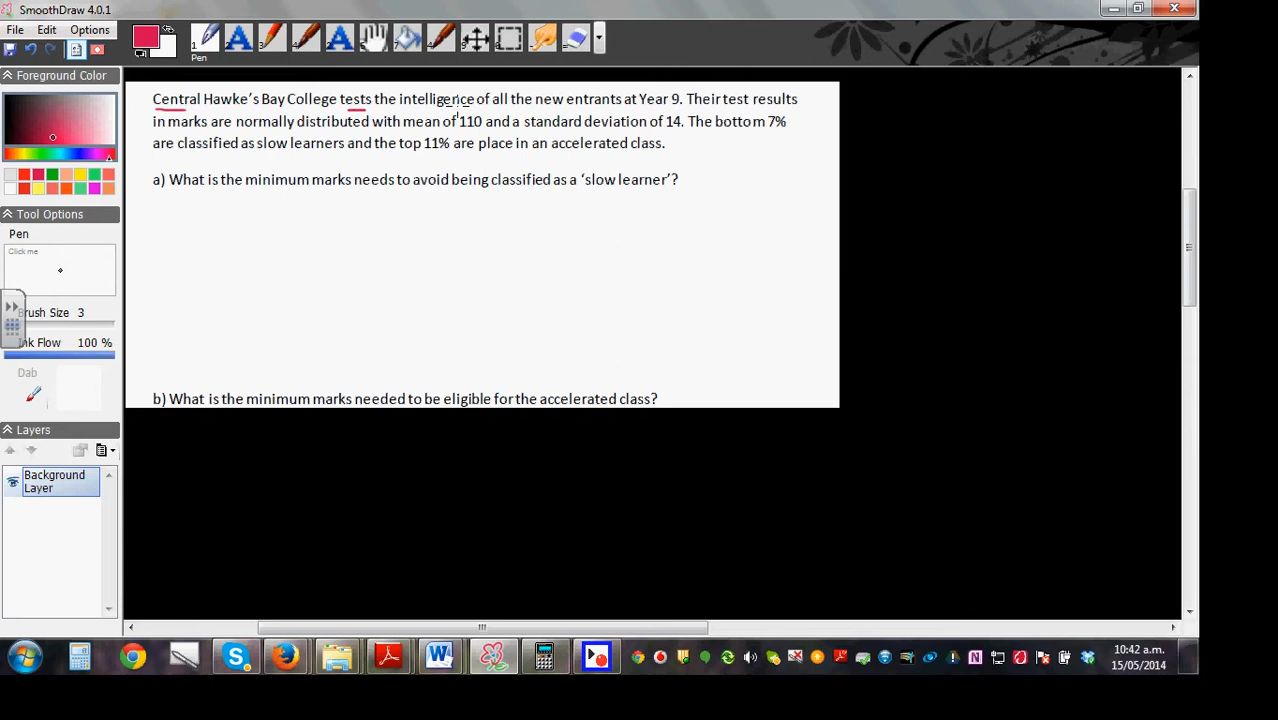 SmoothDraw 4.0.1
File Edit Options
1 Pen
Foreground Color
Tool Options
Pen
Click me
Brush Size 3
Ink Flow 100 %
Dab
Layers
Background Layer
Central Hawke's Bay College tests the intelligence of all the new entrants at Year 9. Their test results
in marks are normally distributed with mean of 110 and a standard deviation of 14. The bottom 7%
are classified as slow learners and the top 11% are place in an accelerated class.
a) What is the minimum marks needs to avoid being classified as a 'slow learner'?
b) What is the minimum marks needed to be eligible for the accelerated class?
10:42 a.m.
15/05/2014